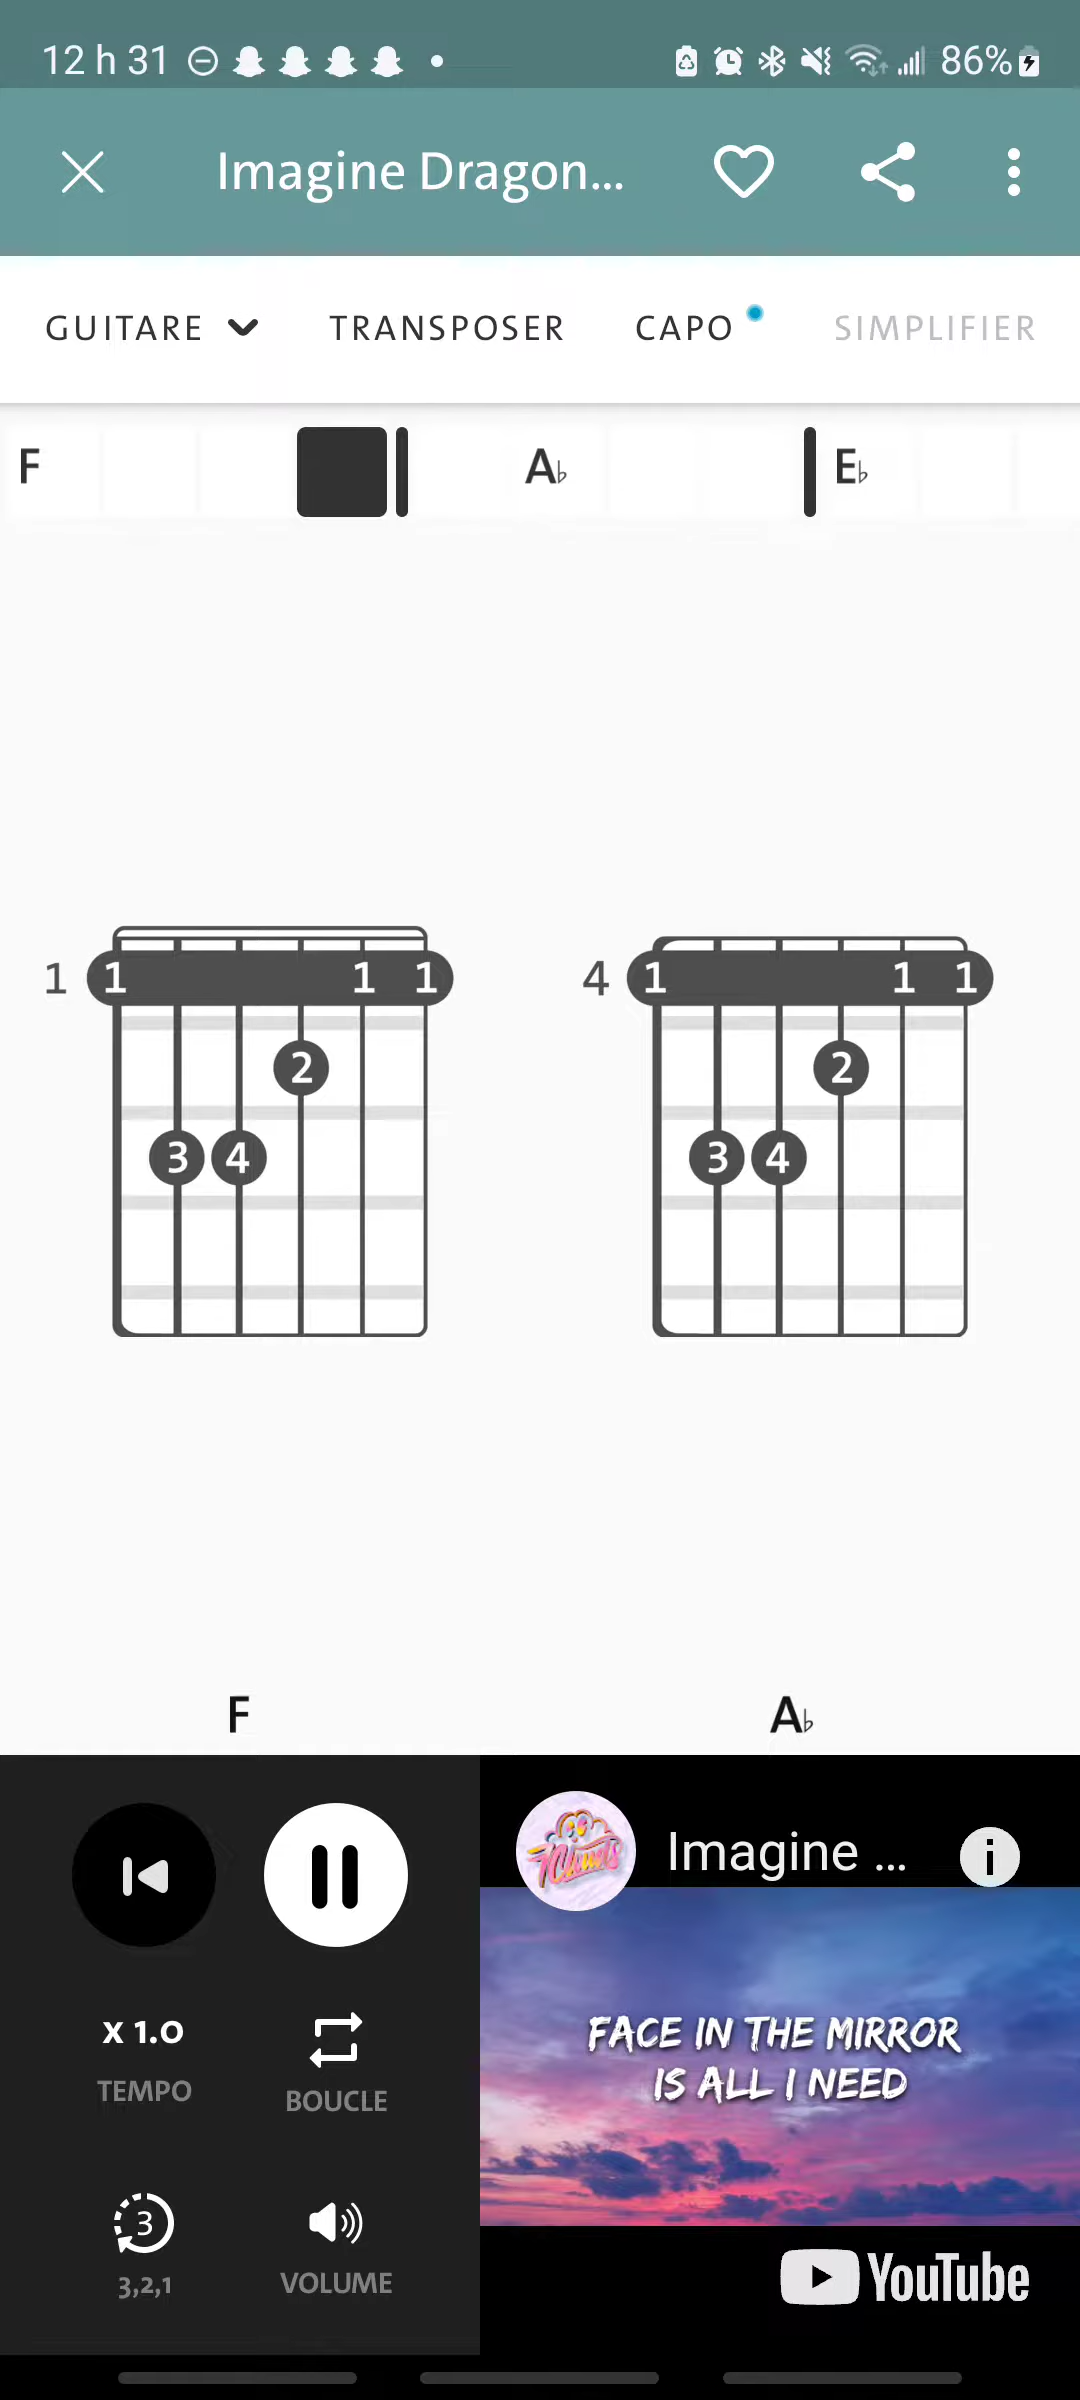 12 h 31 86%
Imagine Dragon...
GUITARE TRANSPOSER CAPO SIMPLIFIER
F A♭ E♭
1 1 1 1 4 1 1 1
2 2
3 4 3 4
F A♭
Imagine ...
i
FACE IN THE MIRROR
IS ALL I NEED
x 1.0
TEMPO BOUCLE
3
3,2,1 VOLUME
YouTube